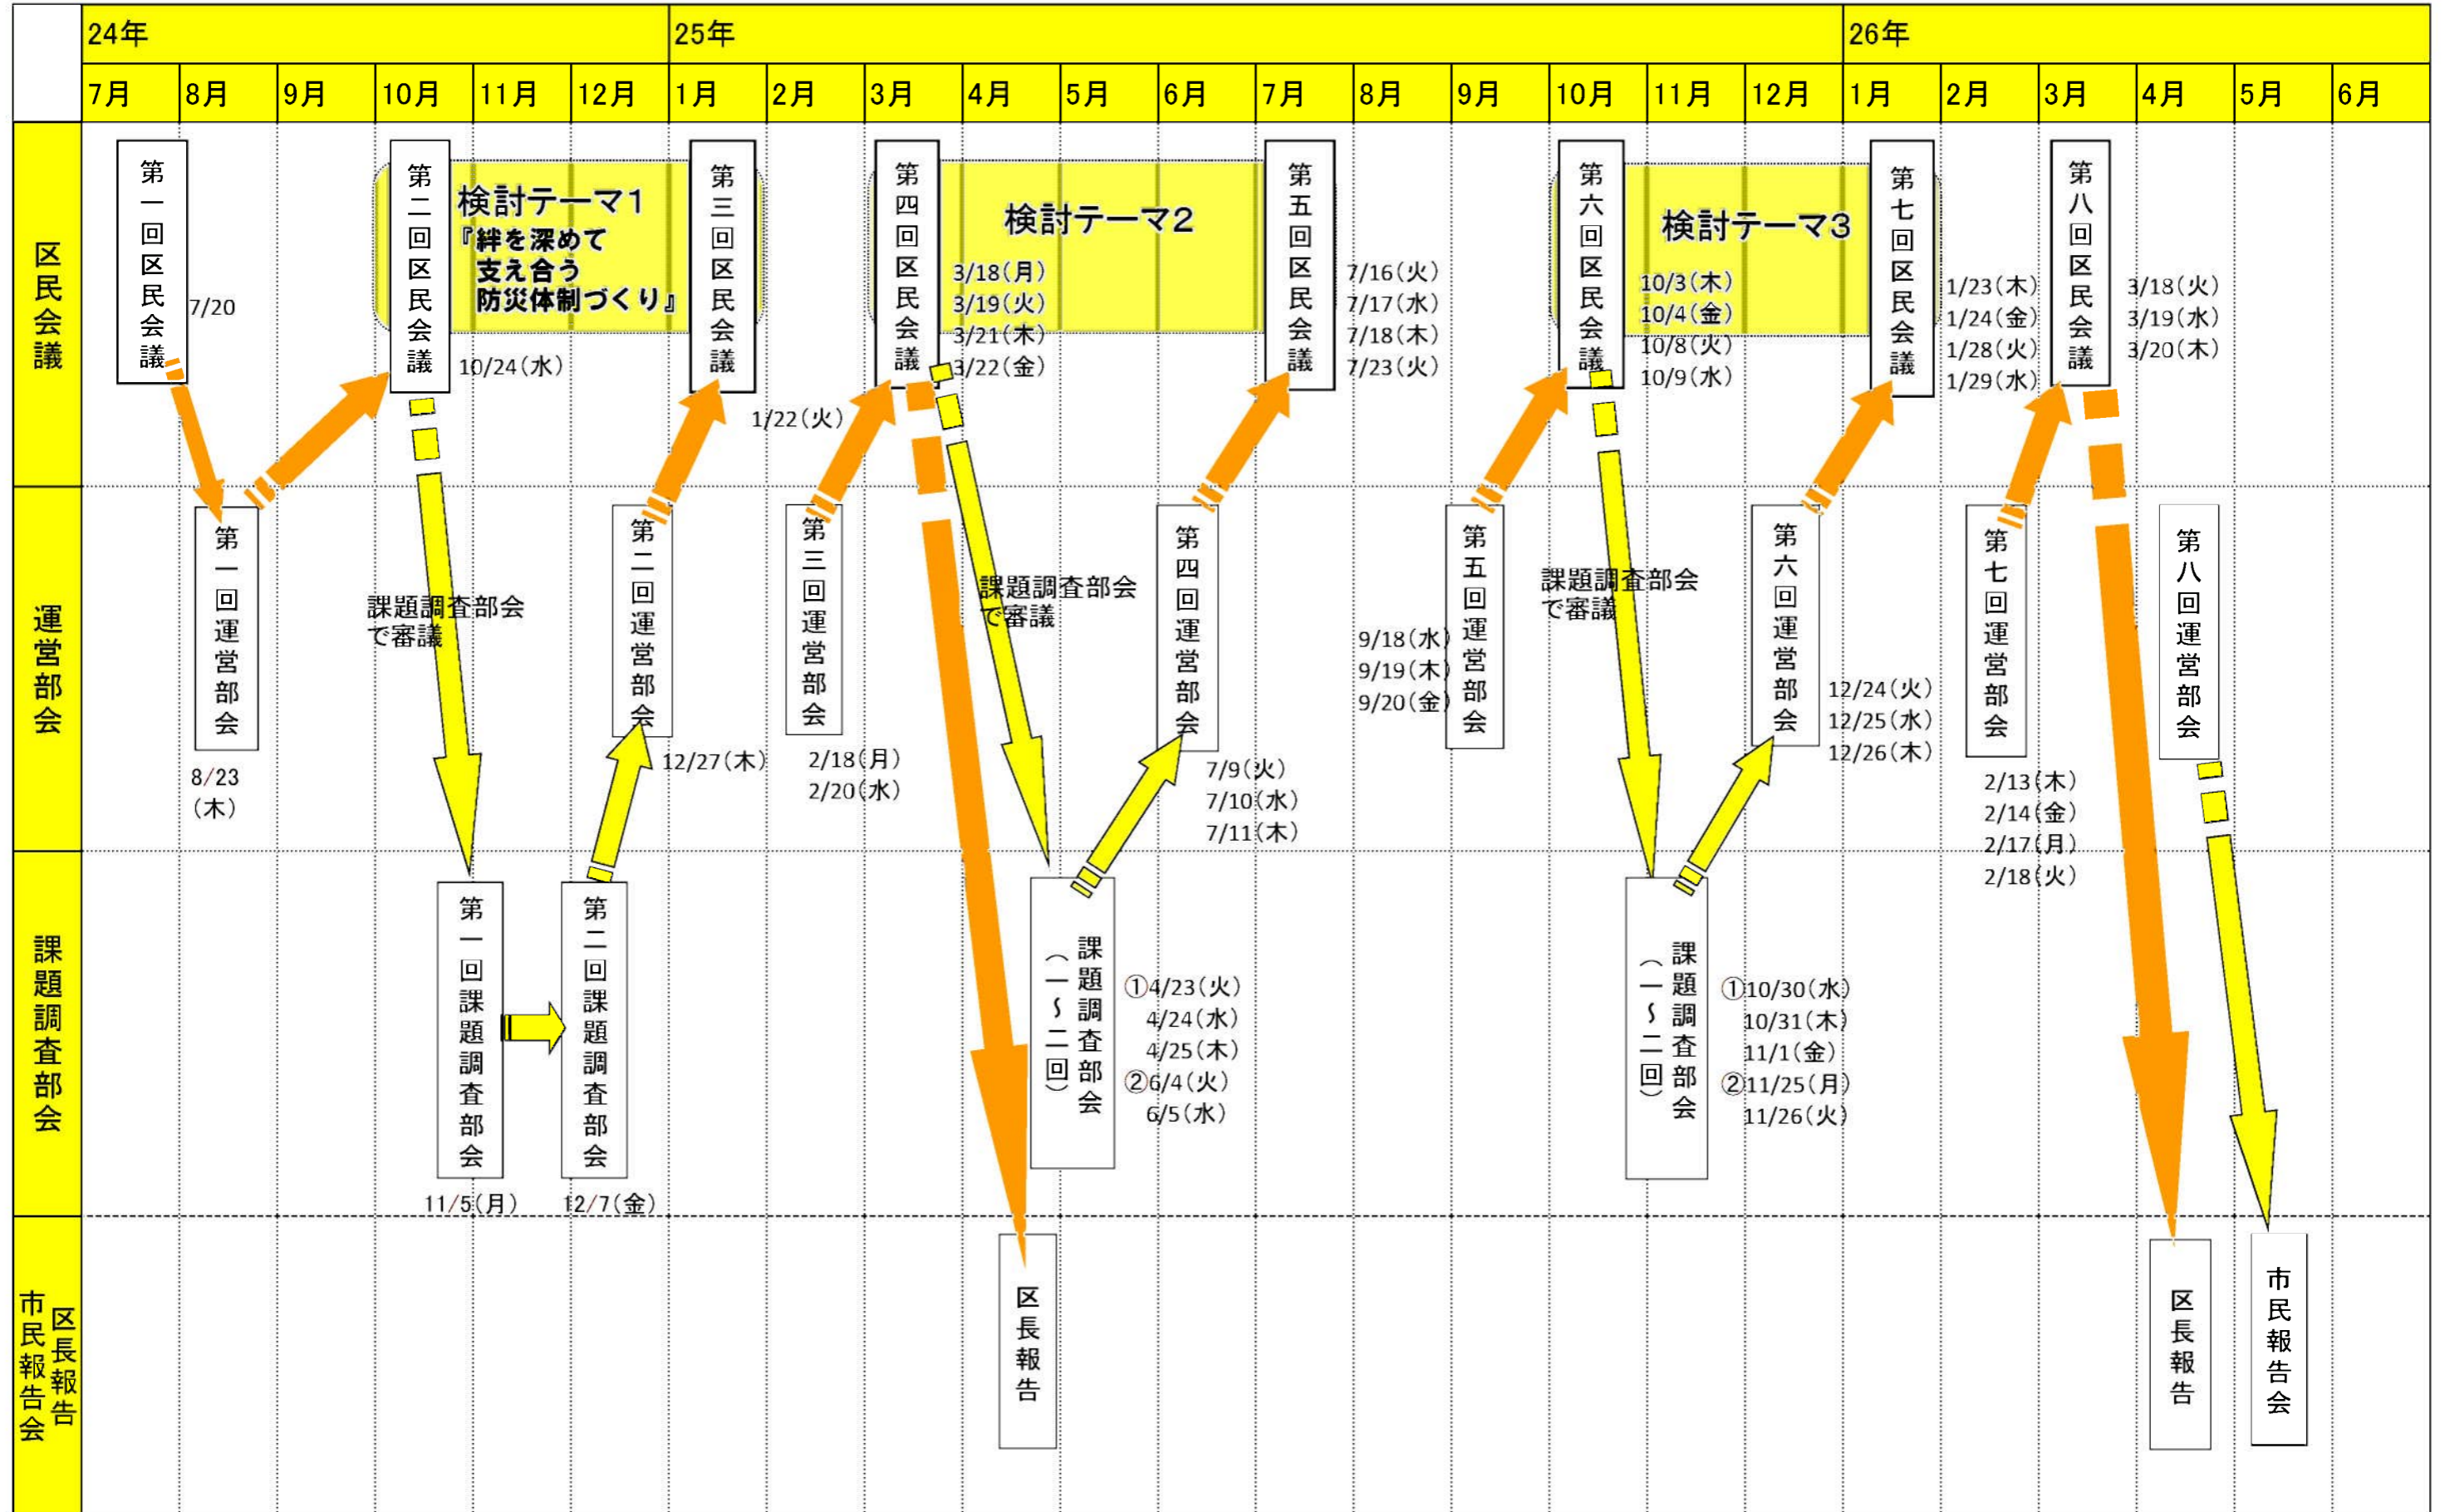 24年
25年
26年
7月
8月
9月
10月
11月
12月
1月
2月
3月
4月
5月
6月
7月
8月
9月
10月
11月
12月
1月
2月
3月
4月
5月
6月
区民会議
第一回区民会議
7/20
第二回区民会議
10/24(水)
検討テーマ1
『絆を深めて
支え合う
防災体制づくり』
第三回区民会議
1/22(火)
第四回区民会議
検討テーマ2
3/18(月)
3/19(火)
3/21(木)
3/22(金)
第五回区民会議
7/16(火)
7/17(水)
7/18(木)
7/23(火)
第六回区民会議
検討テーマ3
10/3(木)
10/4(金)
10/8(火)
10/9(水)
第七回区民会議
1/23(木)
1/24(金)
1/28(火)
1/29(水)
第八回区民会議
3/18(火)
3/19(水)
3/20(木)
運営部会
第一回運営部会
8/23
(木)
課題調査部会
で審議
第二回運営部会
12/27(木)
第三回運営部会
2/18(月)
2/20(水)
課題調査部会
で審議
第四回運営部会
7/9(火)
7/10(水)
7/11(木)
第五回運営部会
9/18(水)
9/19(木)
9/20(金)
課題調査部会
で審議
第六回運営部会
12/24(火)
12/25(水)
12/26(木)
第七回運営部会
2/13(木)
2/14(金)
2/17(月)
2/18(火)
第八回運営部会
課題調査部会
第一回課題調査部会
11/5(月)
第二回課題調査部会
12/7(金)
課題調査部会
(一~二回)
①4/23(火)
4/24(水)
4/25(木)
②6/4(火)
6/5(水)
課題調査部会
(一~二回)
①10/30(水)
10/31(木)
11/1(金)
②11/25(月)
11/26(火)
区長報告
市民報告会
区長報告
区長報告
市民報告会